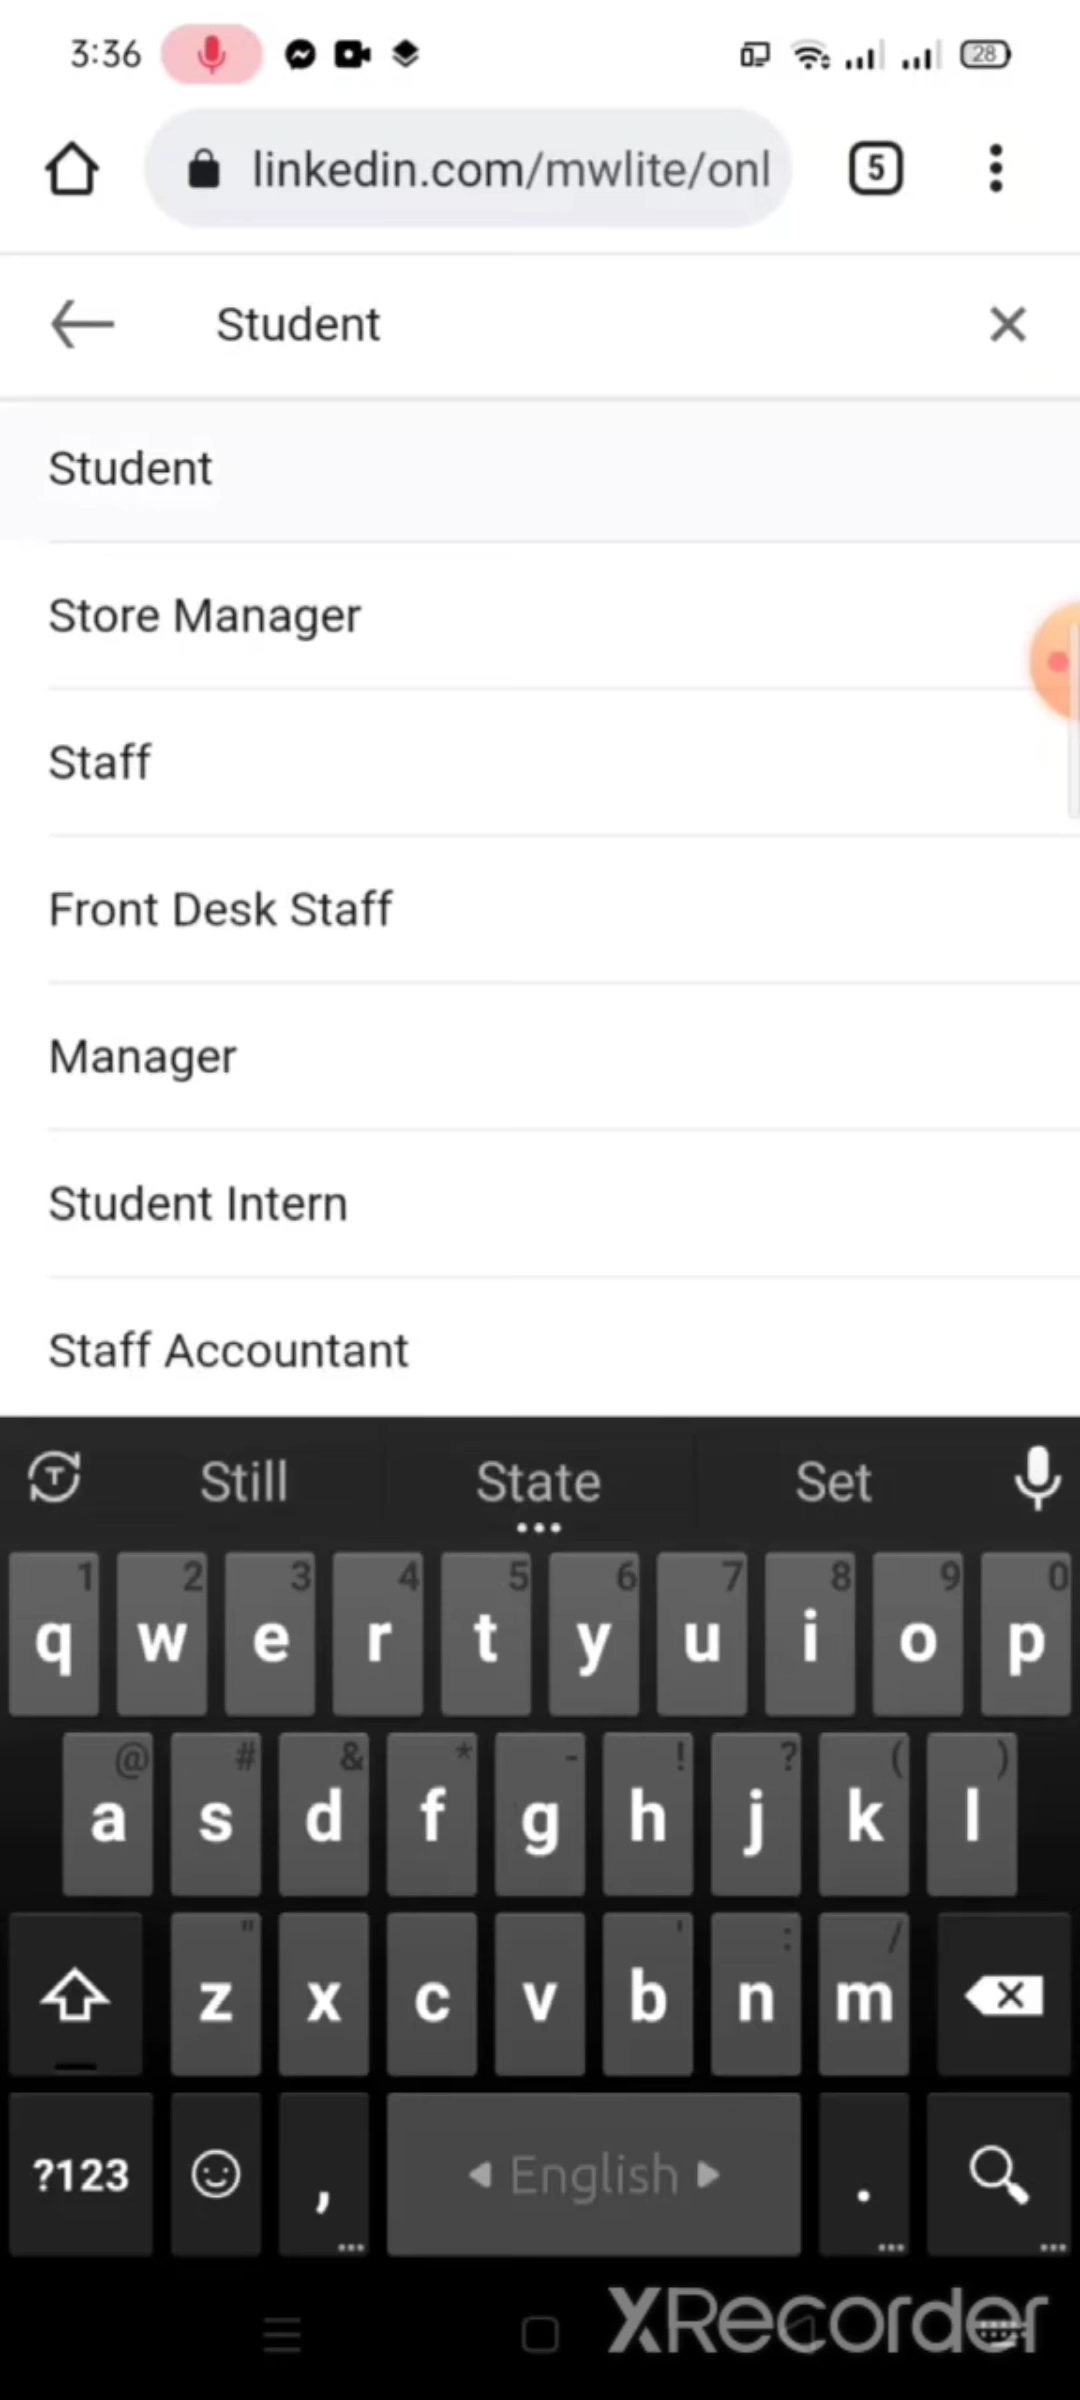 3:36 28
linkedin.com/mwlite/onl 5
Student
Student
Store Manager
Staff
Front Desk Staff
Manager
Student Intern
Staff Accountant
Still State Set
1 2 3 4 5 6 7 8 9 0
q w e r t y u i o p
@ # & * - ! ? ( )
a s d f g h j k l
" ' : /
z x c v b n m
?123 , English .
XRecorder